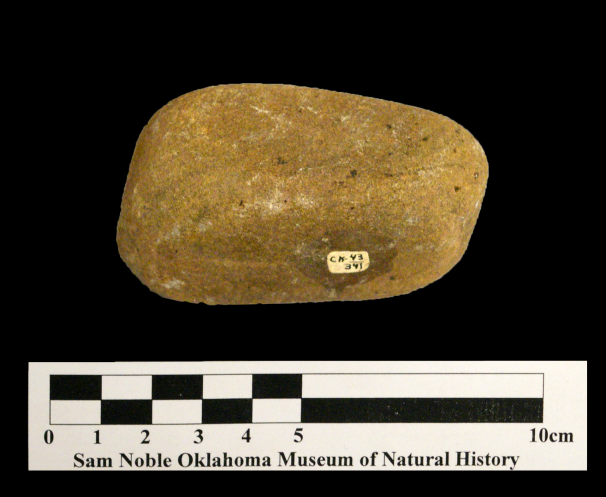 CK-43
341
0 1 2 3 4 5 10cm
Sam Noble Oklahoma Museum of Natural History